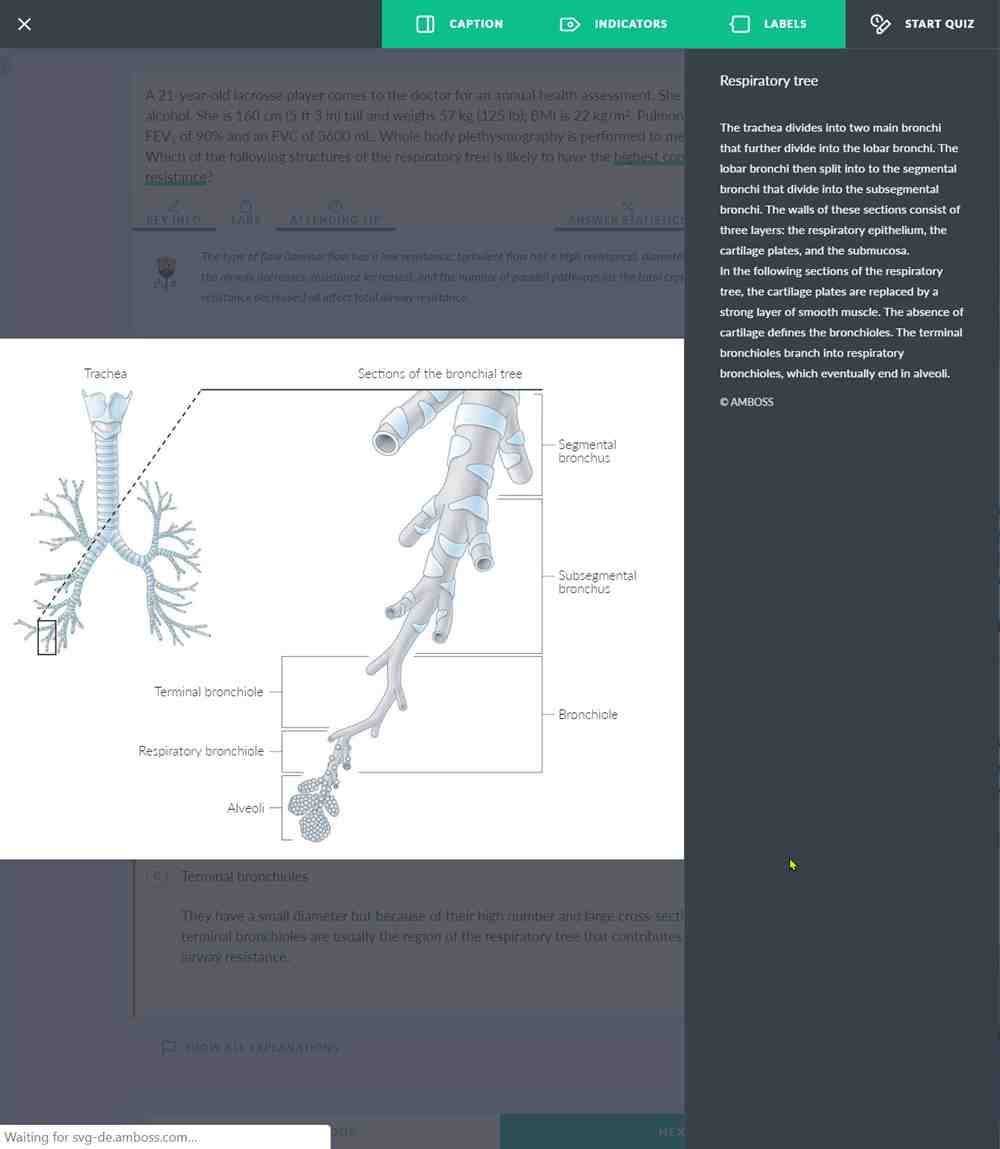 CAPTION
INDICATORS
LABELS
START QUIZ
A 21-year-old lacrosse player comes to the doctor for an annual health assessment. She
alcohol. She is 160 cm (5 ft 3 in) tall and weighs 57 kg (125 lb); BMI is 22 kg/m². Pulmon
FEV₁ of 90% and an FVC of 3600 mL. Whole body plethysmography is performed to me
Which of the following structures of the respiratory tree is likely to have the highest con
resistance?
KEY INFO
LABS
ATTENDING TIP
ANSWER STATISTICS
The type of flow (laminar flow has a low resistance; turbulent flow has a high resistance), diamete
the airway decreases, resistance increases), and the number of parallel pathways
resistance decreases) all affect total airway resistance.
Trachea
Sections of the bronchial tree
Segmental
bronchus
Subsegmental
bronchus
Terminal bronchiole
Bronchiole
Respiratory bronchiole
Alveoli
Terminal bronchioles
They have a small diameter but because of their high number and large cross-secti
terminal bronchioles are usually the region of the respiratory tree that contributes
airway resistance.
SHOW ALL EXPLANATIONS
NEX
Waiting for svg-de.amboss.com...
Respiratory tree
The trachea divides into two main bronchi
that further divide into the lobar bronchi. The
lobar bronchi then split into to the segmental
bronchi that divide into the subsegmental
bronchi. The walls of these sections consist of
three layers: the respiratory epithelium, the
cartilage plates, and the submucosa.
In the following sections of the respiratory
tree, the cartilage plates are replaced by a
strong layer of smooth muscle. The absence of
cartilage defines the bronchioles. The terminal
bronchioles branch into respiratory
bronchioles, which eventually end in alveoli.
© AMBOSS